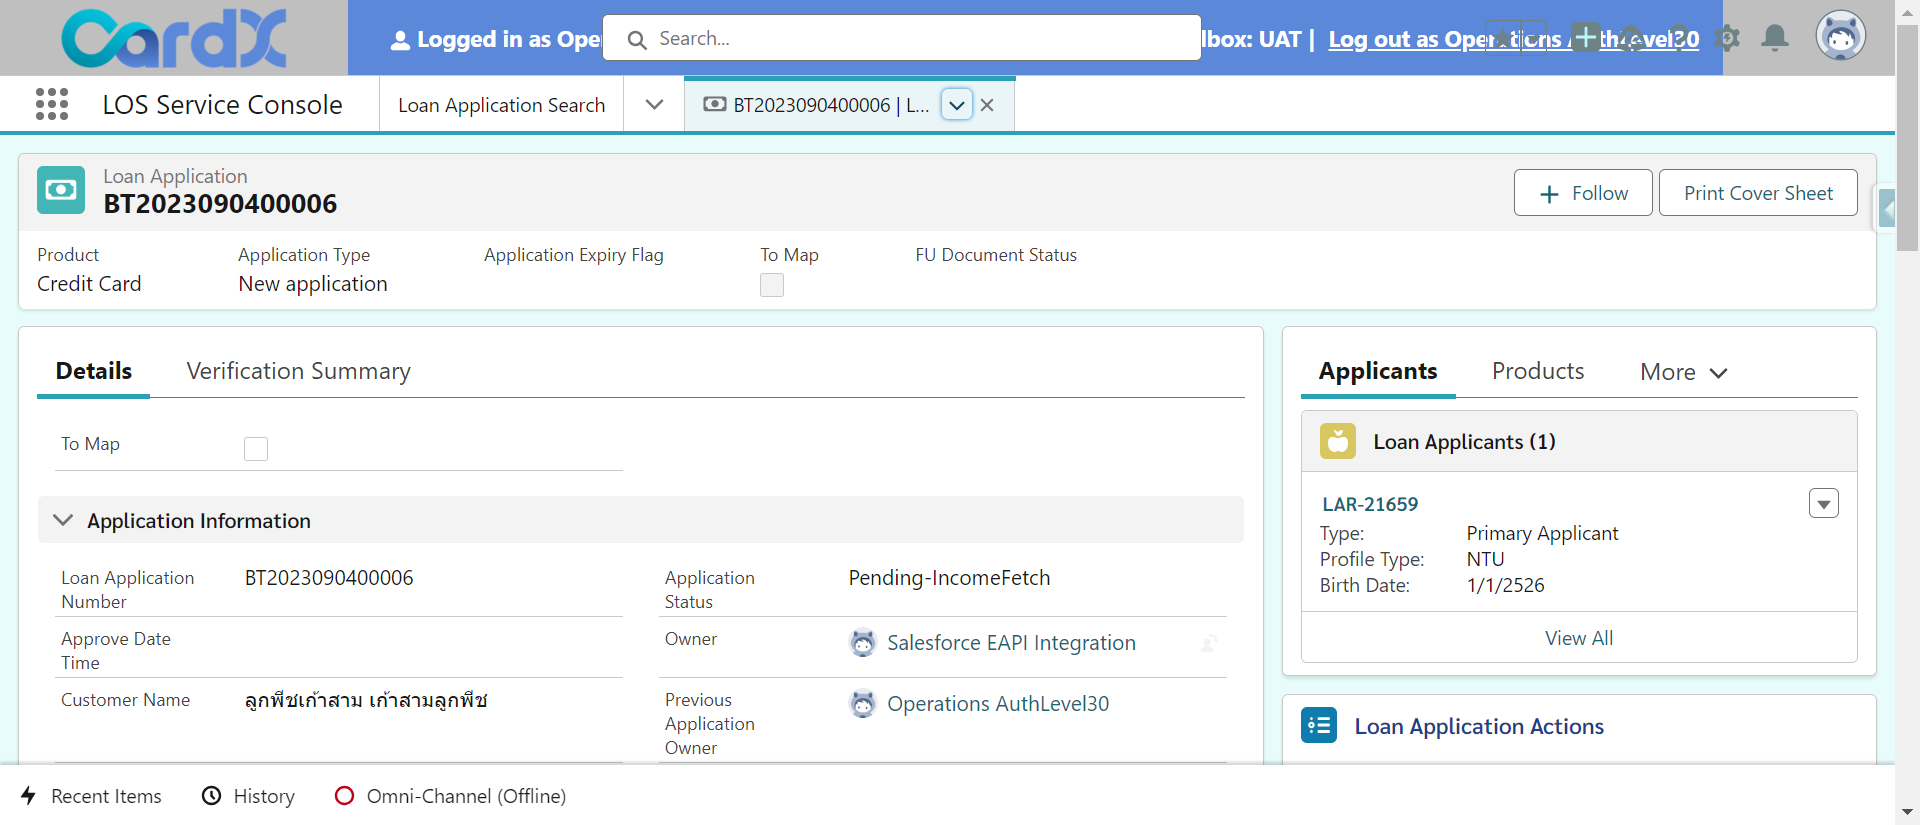 CardX
Logged in as Ope
Search...
box: UAT |
Log out as Operations AuthLevel30
LOS Service Console
Loan Application Search
BT2023090400006 | L...
Loan Application
BT2023090400006
Follow
Print Cover Sheet
Product
Application Type
Application Expiry Flag
To Map
FU Document Status
Credit Card
New application
Details
Verification Summary
To Map
Application Information
Loan Application
Number
BT2023090400006
Application
Status
Pending-IncomeFetch
Approve Date
Time
Owner
Salesforce EAPI Integration
Customer Name
ลูกพีชเก้าสาม เก้าสามลูกพีช
Previous
Application
Owner
Operations AuthLevel30
Applicants
Products
More
Loan Applicants (1)
LAR-21659
Type:
Primary Applicant
Profile Type:
NTU
Birth Date:
1/1/2526
View All
Loan Application Actions
Recent Items
History
Omni-Channel (Offline)